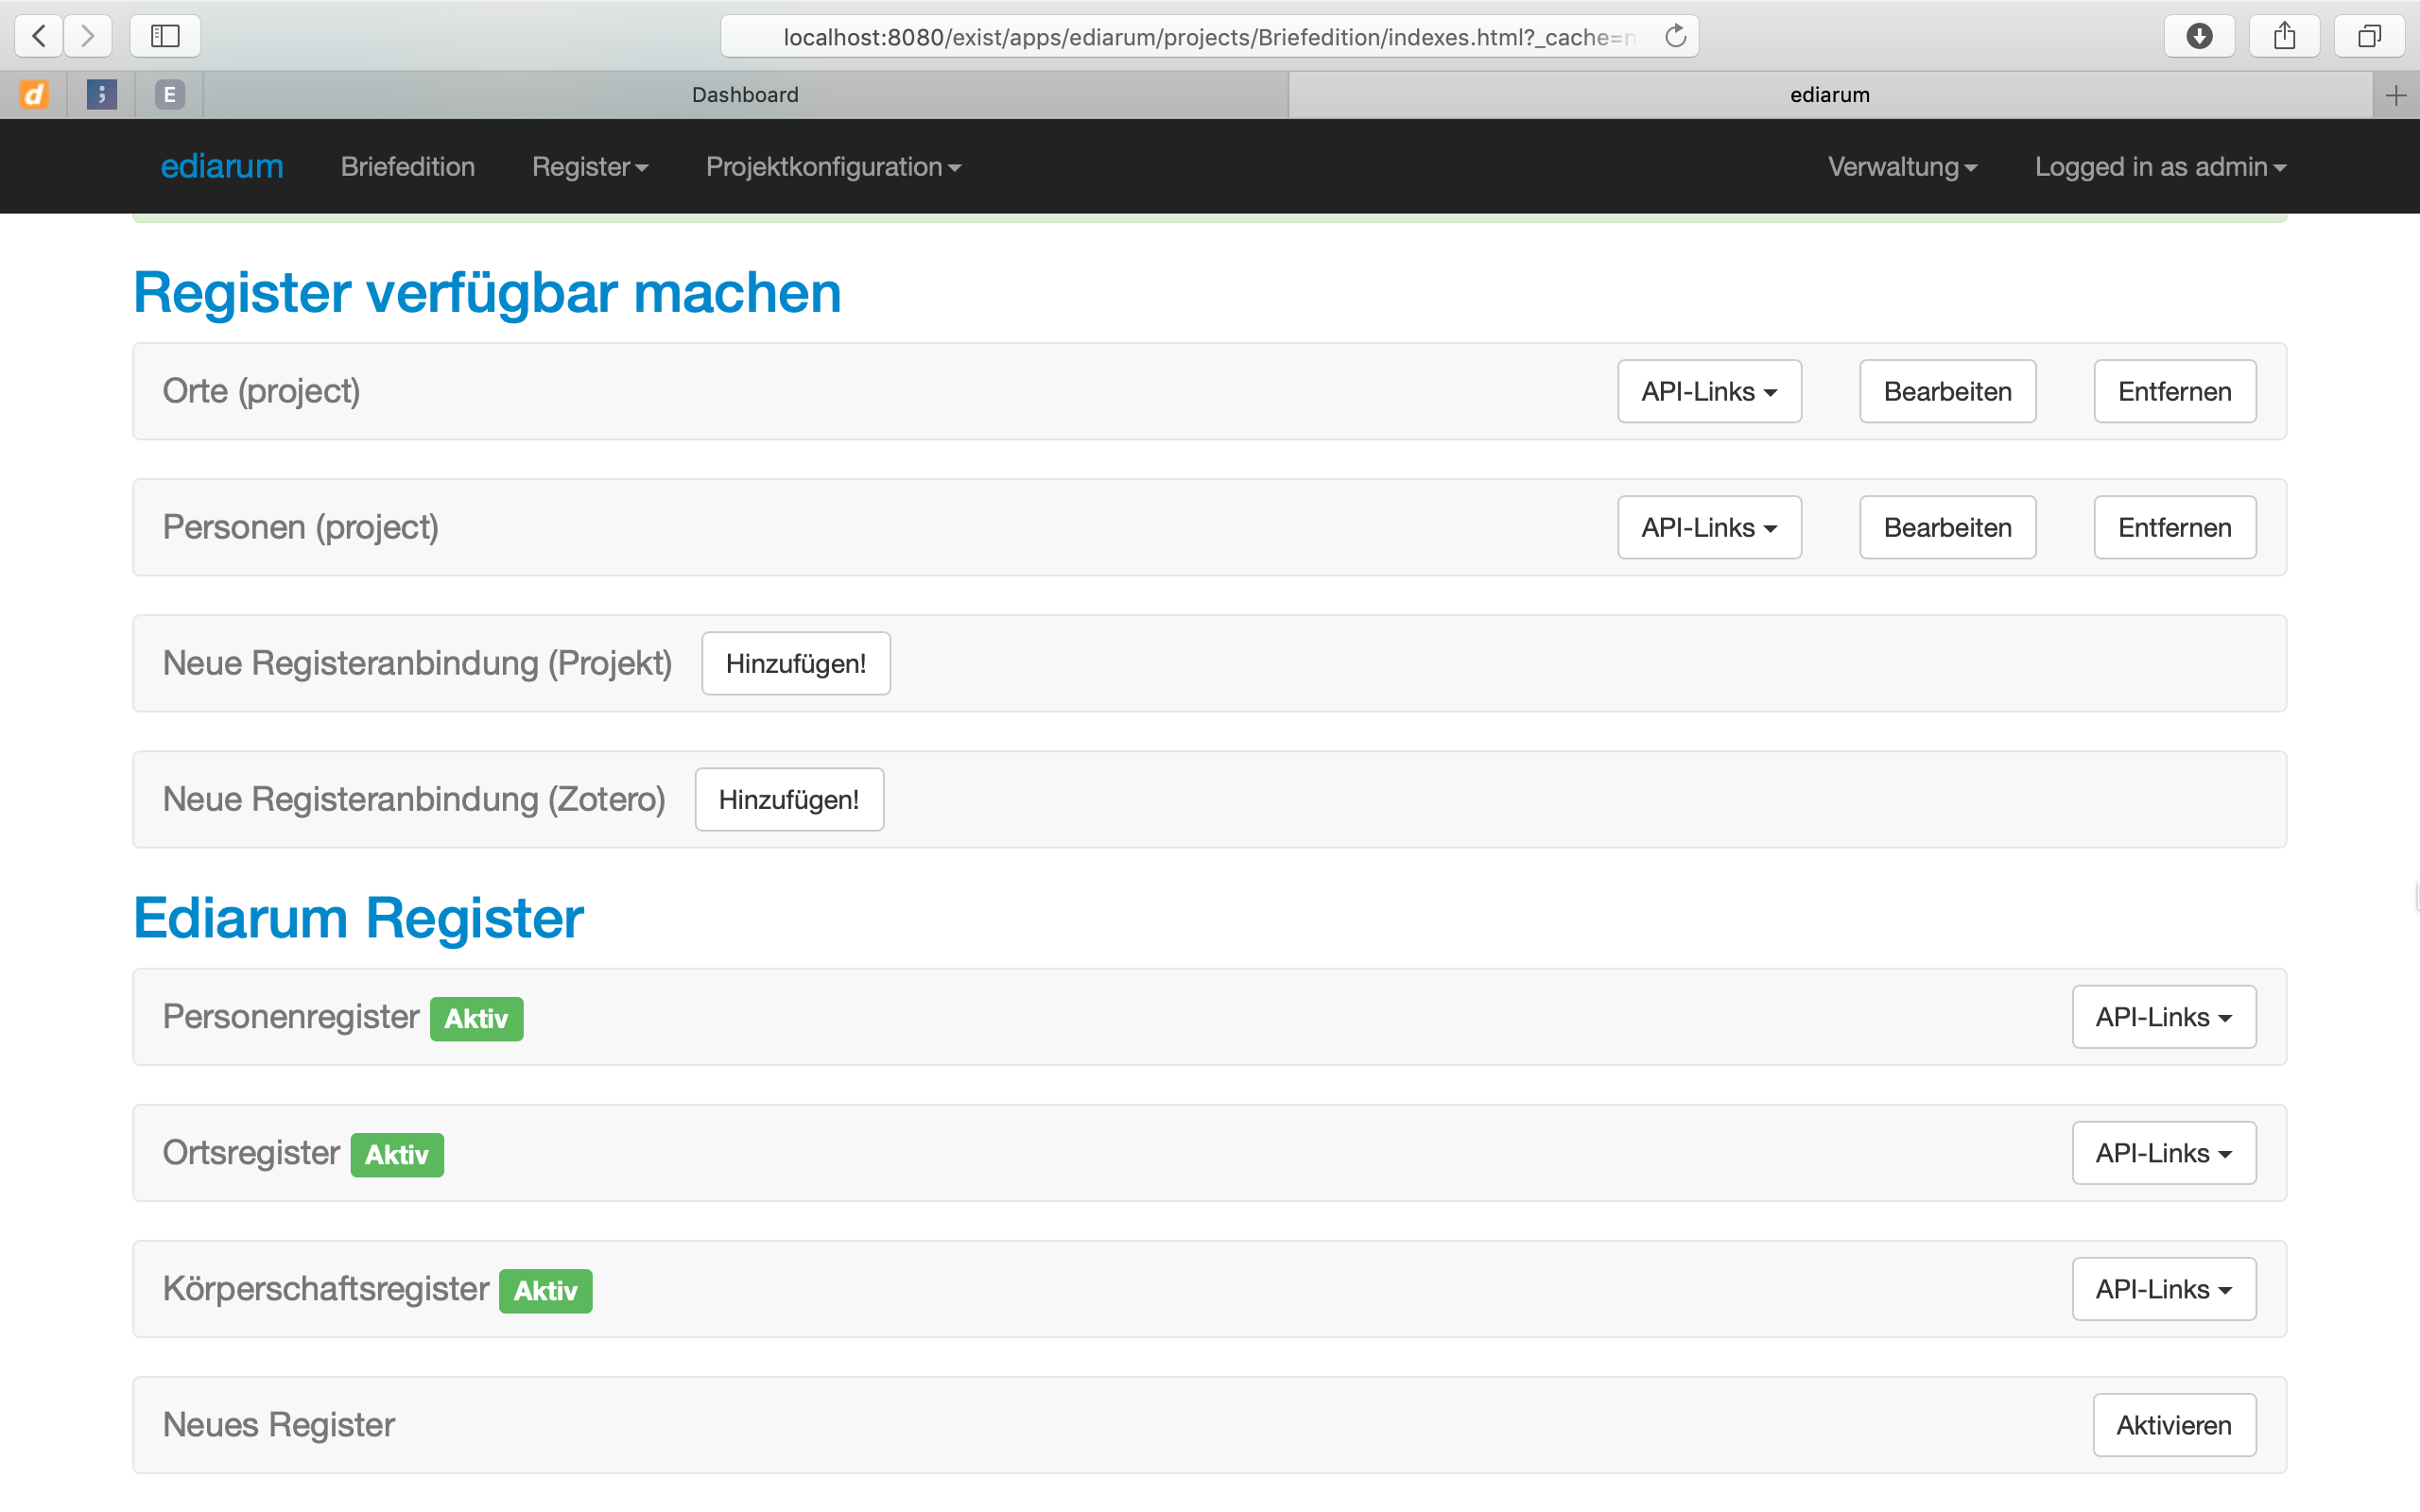 localhost:8080/exist/apps/ediarum/projects/Briefedition/indexes.html?_cache=n
d ; E Dashboard ediarum
ediarum Briefedition Register Projektkonfiguration Verwaltung Logged in as admin
Register verfügbar machen
Orte (project) API-Links Bearbeiten Entfernen
Personen (project) API-Links Bearbeiten Entfernen
Neue Registeranbindung (Projekt) Hinzufügen!
Neue Registeranbindung (Zotero) Hinzufügen!
Ediarum Register
Personenregister Aktiv API-Links
Ortsregister Aktiv API-Links
Körperschaftsregister Aktiv API-Links
Neues Register Aktivieren